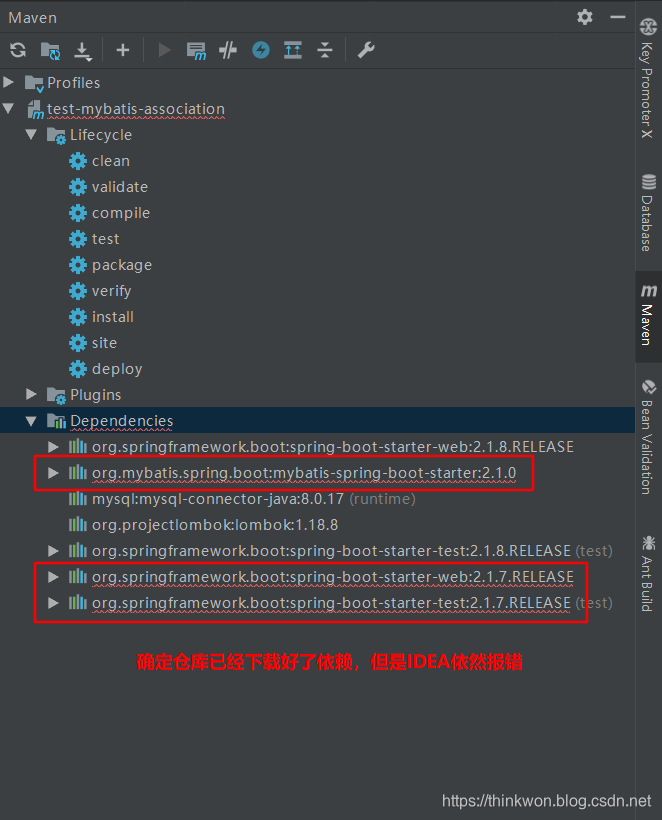 Maven
Profiles
test-mybatis-association
Lifecycle
clean
validate
compile
test
package
verify
install
site
deploy
Plugins
Dependencies
org.springframework.boot:spring-boot-starter-web:2.1.8.RELEASE
org.mybatis.spring.boot:mybatis-spring-boot-starter:2.1.0
mysql:mysql-connector-java:8.0.17 (runtime)
org.projectlombok:lombok:1.18.8
org.springframework.boot:spring-boot-starter-test:2.1.8.RELEASE (test)
org.springframework.boot:spring-boot-starter-web:2.1.7.RELEASE
org.springframework.boot:spring-boot-starter-test:2.1.7.RELEASE (test)
确定仓库已经下载好了依赖，但是IDEA依然报错
Key Promoter X
Database
Maven
Bean Validation
Ant Build
https://thinkwon.blog.csdn.net